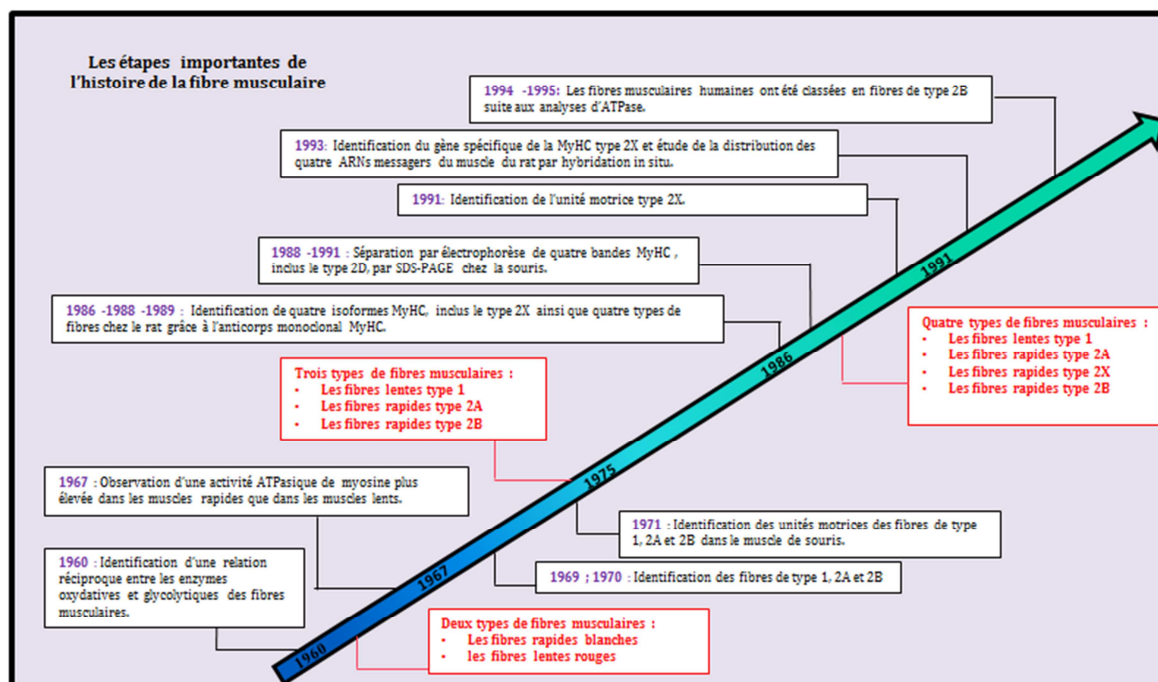 Les étapes importantes de
l'histoire de la fibre musculaire
1994 -1995: Les fibres musculaires humaines ont été classées en fibres de type 2B
suite aux analyses d'ATPase.
1993: Identification du gène spécifique de la MyHC type 2X et étude de la distribution des
quatre ARNs messagers du muscle du rat par hybridation in situ.
1991: Identification de l'unité motrice type 2X.
1988 -1991 : Séparation par électrophorèse de quatre bandes MyHC ,
inclus le type 2D, par SDS-PAGE chez la souris.
1986 -1988 -1989 : Identification de quatre isoformes MyHC, inclus le type 2X ainsi que quatre types de
fibres chez le rat grâce à l'anticorps monoclonal MyHC.
Quatre types de fibres musculaires :
• Les fibres lentes type 1
• Les fibres rapides type 2A
• Les fibres rapides type 2X
• Les fibres rapides type 2B
Trois types de fibres musculaires :
• Les fibres lentes type 1
• Les fibres rapides type 2A
• Les fibres rapides type 2B
1967 : Observation d'une activité ATPasique de myosine plus
élevée dans les muscles rapides que dans les muscles lents.
1971 : Identification des unités motrices des fibres de type
1, 2A et 2B dans le muscle de souris.
1960 : Identification d'une relation
réciproque entre les enzymes
oxydatives et glycolytiques des fibres
musculaires.
1969 ; 1970 : Identification des fibres de type 1, 2A et 2B
Deux types de fibres musculaires :
• Les fibres rapides blanches
• les fibres lentes rouges
1960
1967
1975
1986
1991